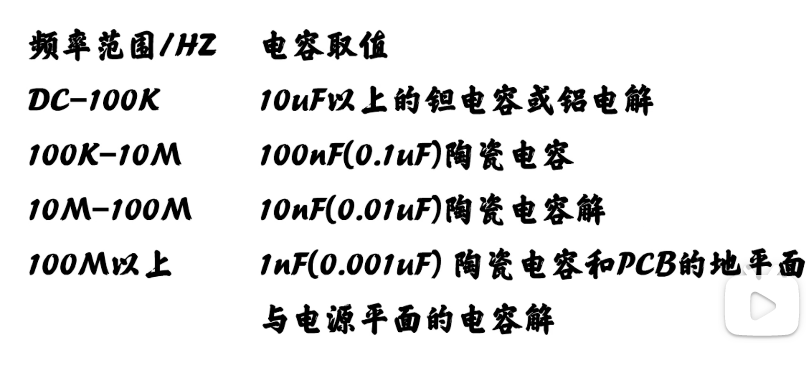 频率范围/HZ 电容取值
DC-100K 10uF以上的钽电容或铝电解
100K-10M 100nF(0.1uF)陶瓷电容
10M-100M 10nF(0.01uF)陶瓷电容解
100M以上 1nF(0.001uF) 陶瓷电容和PCB的地平面
与电源平面的电容解